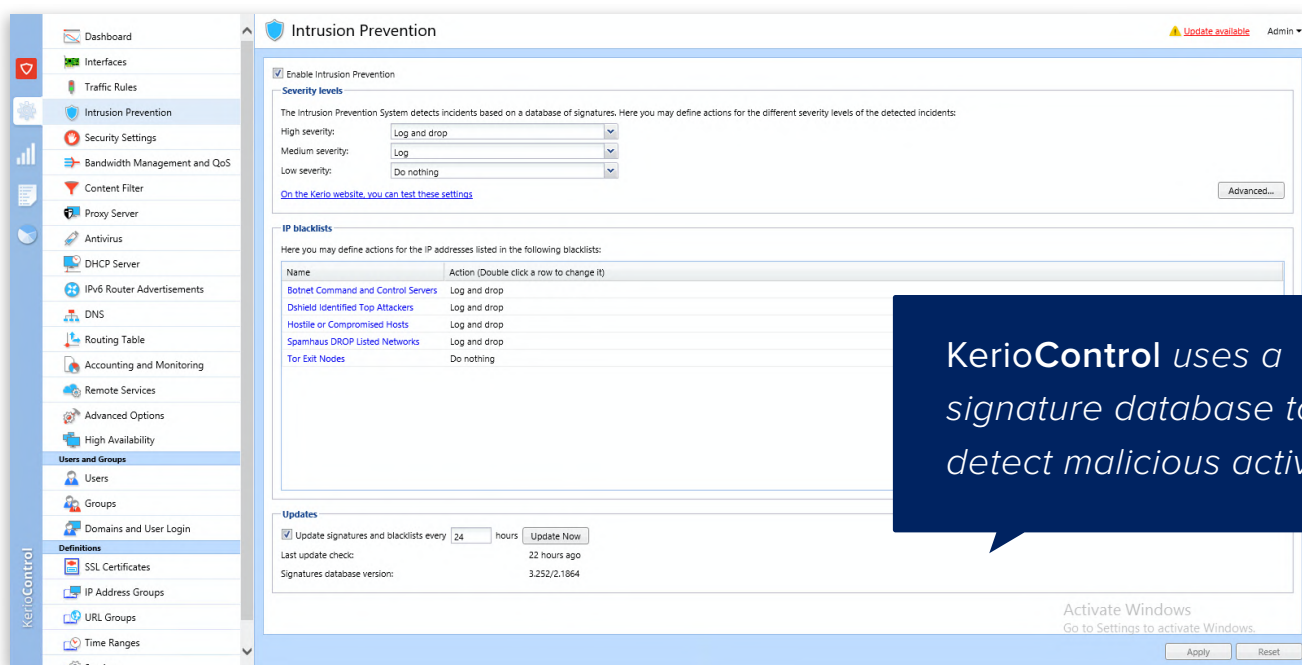 Dashboard
Interfaces
Traffic Rules
Intrusion Prevention
Security Settings
Bandwidth Management and QoS
Content Filter
Proxy Server
Antivirus
DHCP Server
IPv6 Router Advertisements
DNS
Routing Table
Accounting and Monitoring
Remote Services
Advanced Options
High Availability
Users and Groups
Users
Groups
Domains and User Login
Definitions
SSL Certificates
IP Address Groups
URL Groups
Time Ranges
KerioControl
Intrusion Prevention
Update available Admin
Enable Intrusion Prevention
Severity levels
The Intrusion Prevention System detects incidents based on a database of signatures. Here you may define actions for the different severity levels of the detected incidents:
High severity: Log and drop
Medium severity: Log
Low severity: Do nothing
On the Kerio website, you can test these settings
Advanced...
IP blacklists
Here you may define actions for the IP addresses listed in the following blacklists:
Name Action (Double click a row to change it)
Botnet Command and Control Servers Log and drop
Dshield Identified Top Attackers Log and drop
Hostile or Compromised Hosts Log and drop
Spamhaus DROP Listed Networks Log and drop
Tor Exit Nodes Do nothing
KerioControl uses a
signature database to
detect malicious
Updates
Update signatures and blacklists every 24 hours Update Now
Last update check: 22 hours ago
Signatures database version: 3.252/2.1864
Activate Windows
Go to Settings to activate Windows.
Apply Reset